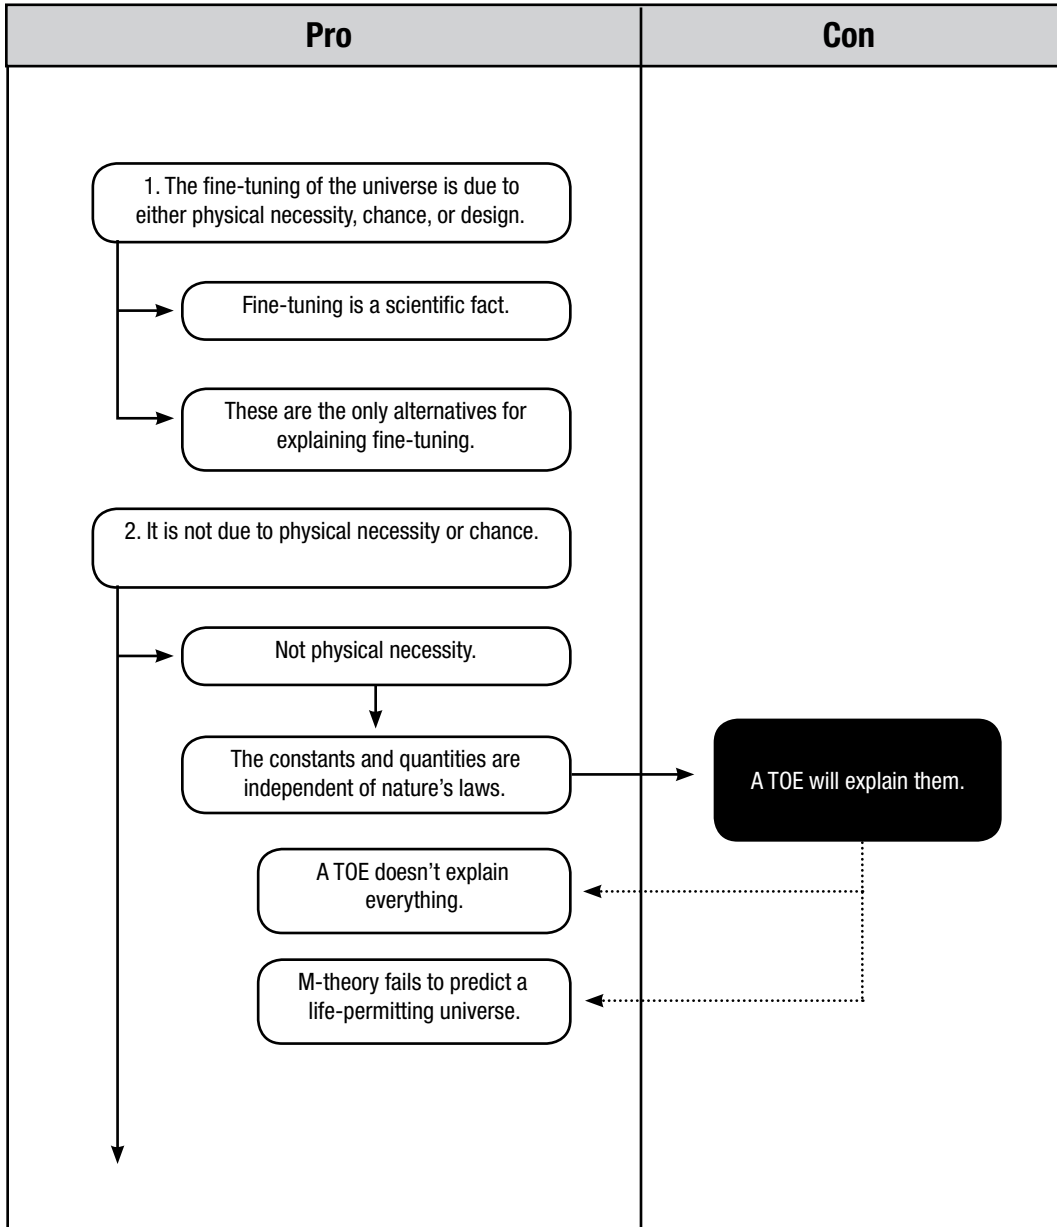 Pro
Con
1. The fine-tuning of the universe is due to
either physical necessity, chance, or design.
Fine-tuning is a scientific fact.
These are the only alternatives for
explaining fine-tuning.
2. It is not due to physical necessity or chance.
Not physical necessity.
The constants and quantities are
independent of nature’s laws.
A TOE will explain them.
A TOE doesn’t explain
everything.
M-theory fails to predict a
life-permitting universe.